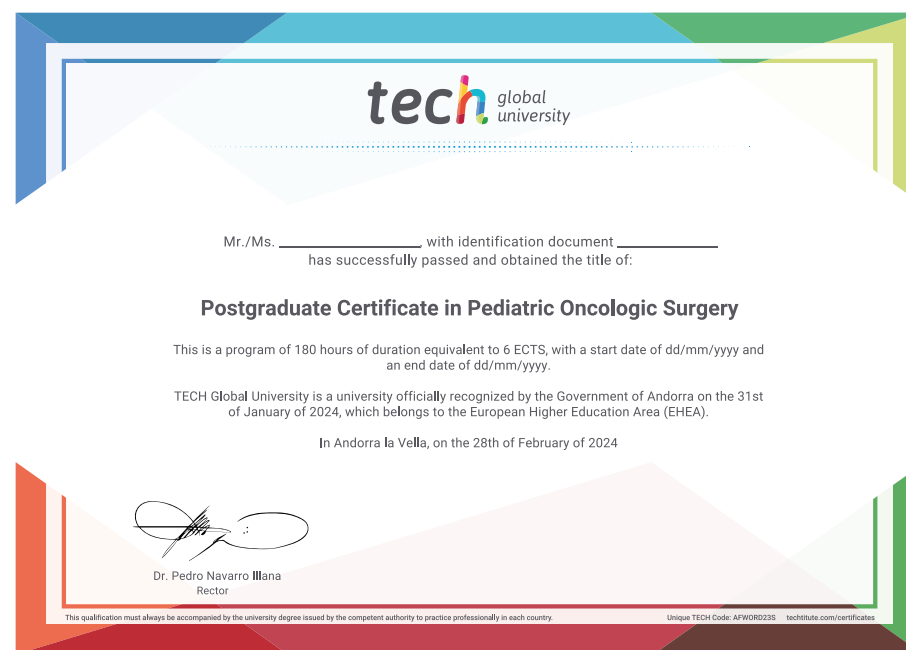 tech global
university
Mr./Ms. ____________, with identification document ____________
has successfully passed and obtained the title of:
Postgraduate Certificate in Pediatric Oncologic Surgery
This is a program of 180 hours of duration equivalent to 6 ECTS, with a start date of dd/mm/yyyy and
an end date of dd/mm/yyyy.
TECH Global University is a university officially recognized by the Government of Andorra on the 31st
of January of 2024, which belongs to the European Higher Education Area (EHEA).
In Andorra la Vella, on the 28th of February of 2024
Dr. Pedro Navarro Illana
Rector
This qualification must always be accompanied by the university degree issued by the competent authority to practice professionally in each country.
Unique TECH Code: AFWORD23S techtitute.com/certificates